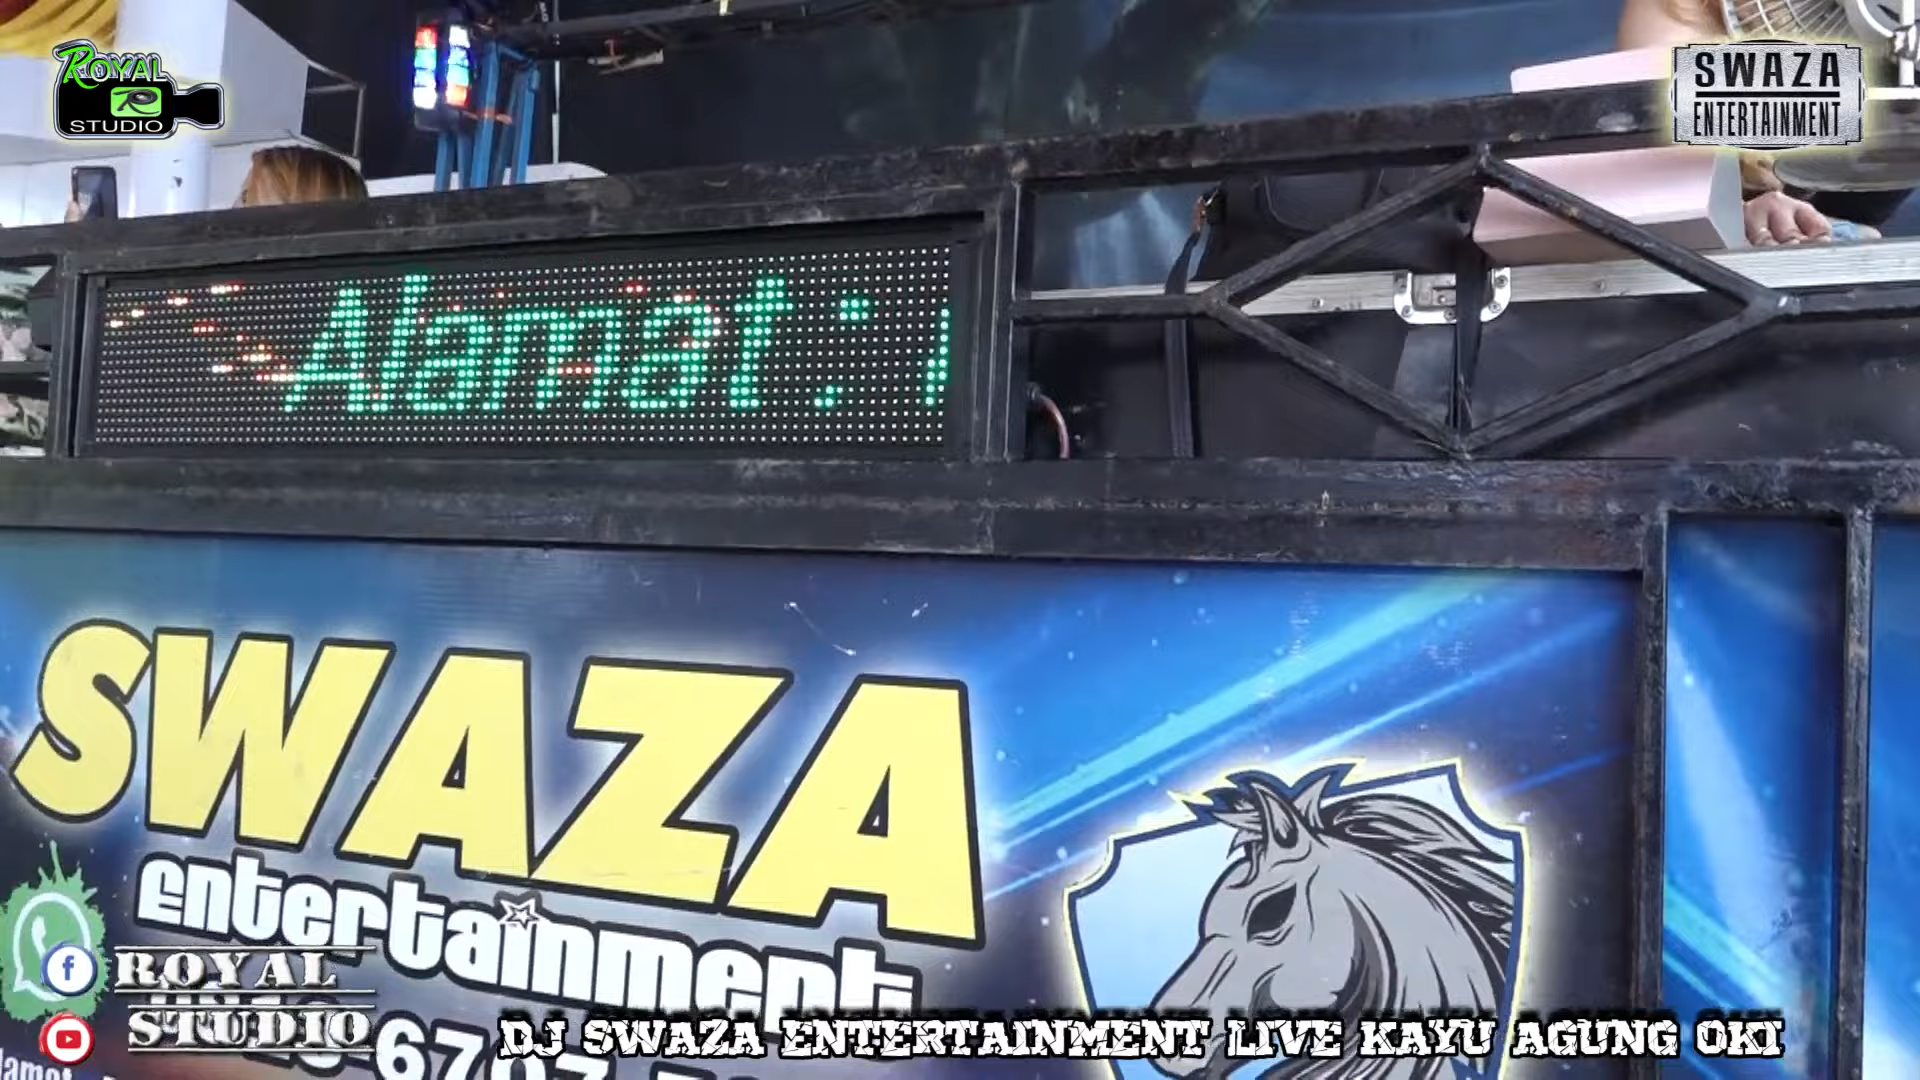 ROYAL
R
STUDIO
SWAZA
ENTERTAINMENT
Alamat :
SWAZA
entertainment
ROYAL
STUDIO
DJ SWAZA ENTERTAINMENT LIVE KAYU AGUNG OKI